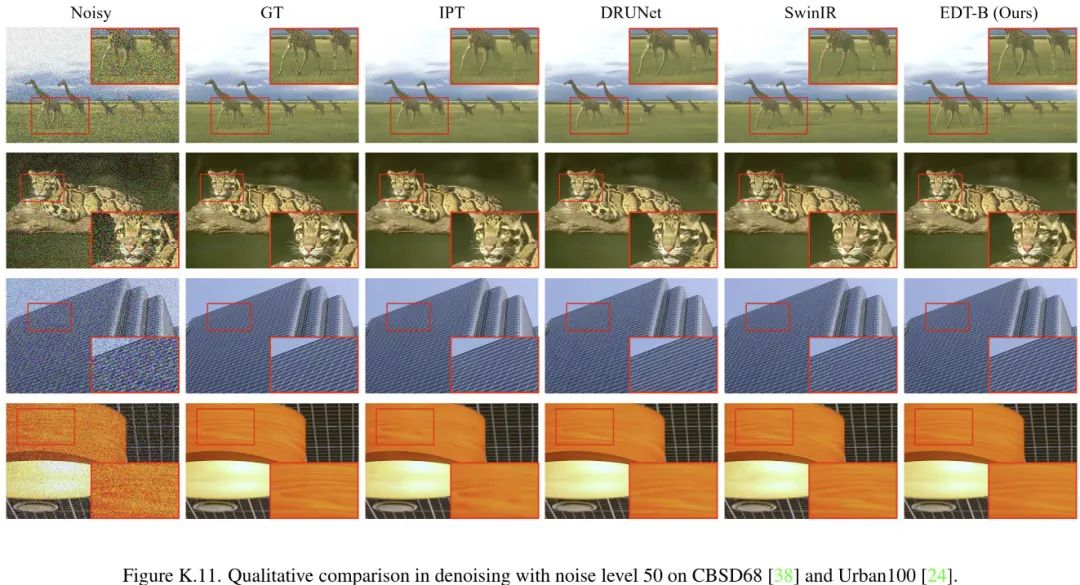 Noisy GT IPT DRUNet SwinIR EDT-B (Ours)
Figure K.11. Qualitative comparison in denoising with noise level 50 on CBSD68 [38] and Urban100 [24].